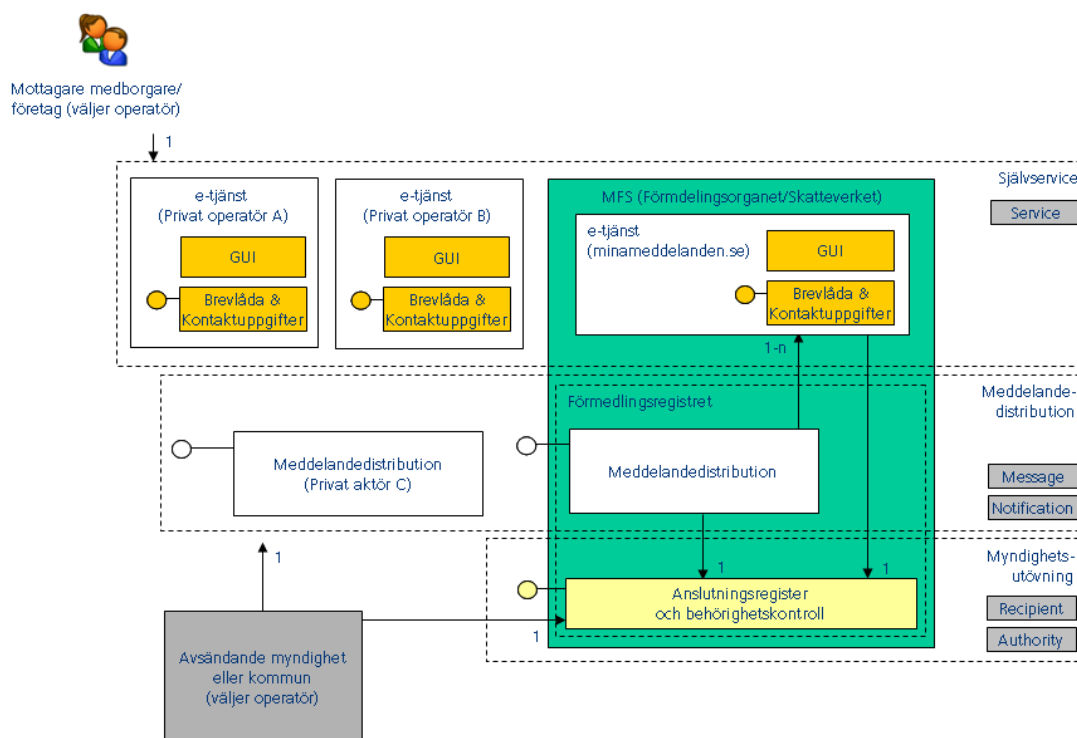 Mottagare medborgare/
företag (väljer operatör)
1
e-tjänst
(Privat operatör A)
GUI
Brevlåda &
Kontaktuppgifter
e-tjänst
(Privat operatör B)
GUI
Brevlåda &
Kontaktuppgifter
MFS (Förmdelingsorganet/Skatteverket)
e-tjänst
(minameddelanden.se)
GUI
Brevlåda &
Kontaktuppgifter
Självservice
Service
1-n
Förmedlingsregistret
Meddelandedistribution
(Privat aktör C)
Meddelandedistribution
Meddelande-
distribution
Message
Notification
1
1
1
Anslutningsregister
och behörighetskontroll
1
Myndighets-
utövning
Recipient
Authority
Avsändande myndighet
eller kommun
(väljer operatör)